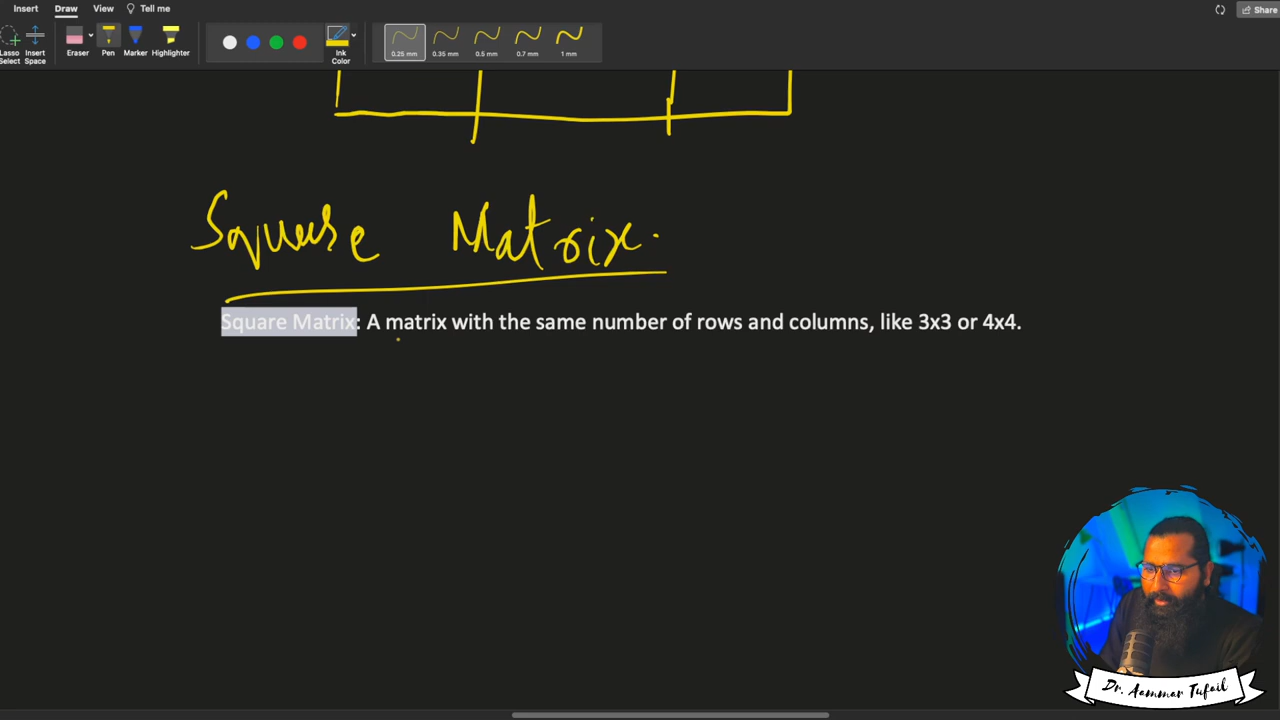 Insert Draw View Tell me
Share
Lasso Select
Insert Space
Eraser
Pen
Marker
Highlighter
Ink Color
0.25 mm
0.35 mm
0.5 mm
0.7 mm
1 mm
Square Matrix.
Square Matrix: A matrix with the same number of rows and columns, like 3x3 or 4x4.
Dr. Aammar Tufail